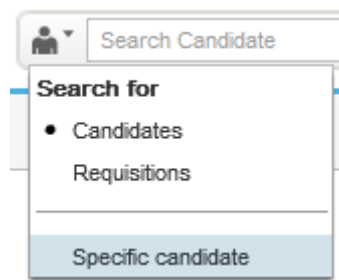 Search Candidate
Search for
Candidates
Requisitions
Specific candidate